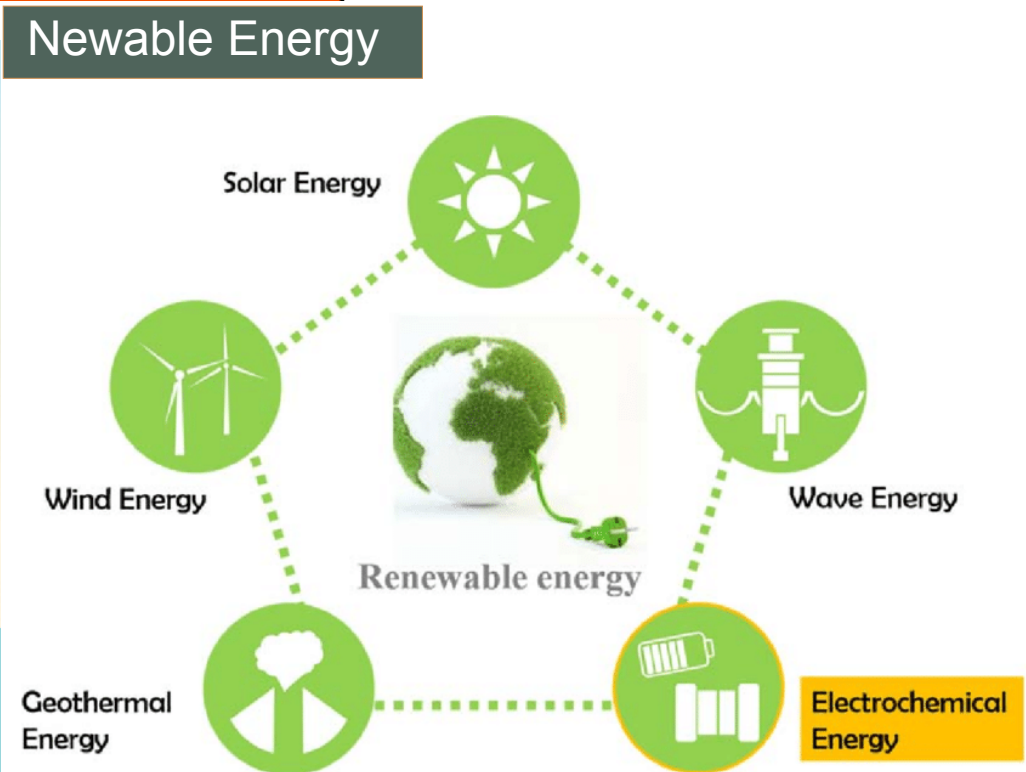 Newable Energy
Solar Energy
Wind Energy
Wave Energy
Renewable energy
Geothermal
Energy
Electrochemical
Energy